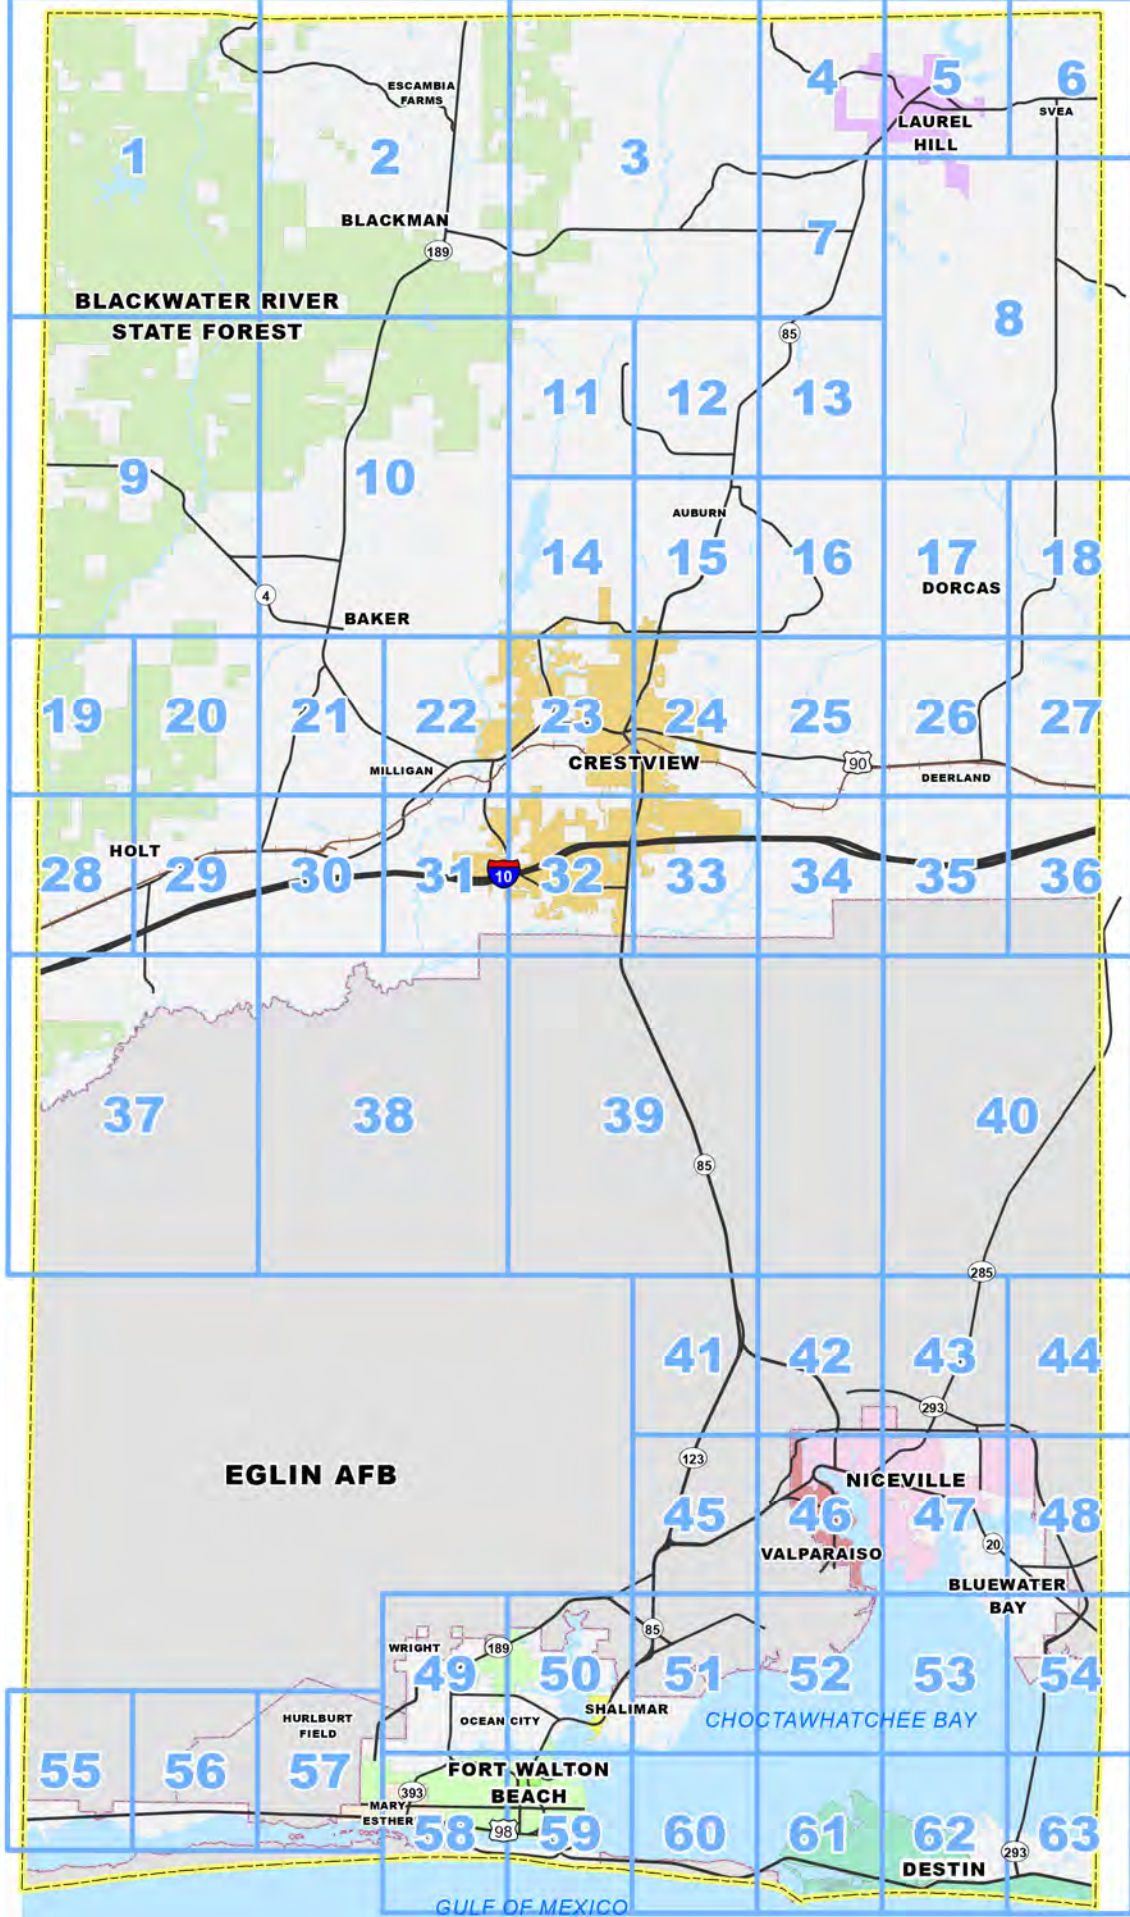 4
5
6
ESCAMBIA
FARMS
SVEA
LAUREL
HILL
1
2
3
BLACKMAN
7
189
BLACKWATER RIVER
STATE FOREST
8
85
11
12
13
9
10
AUBURN
14
15
16
17
18
DORCAS
4
BAKER
19
20
21
22
23
24
25
26
27
MILLIGAN
CRESTVIEW
90
DEERLAND
HOLT
28
29
30
31
10
32
33
34
35
36
37
38
39
40
85
285
41
42
43
44
293
123
EGLIN AFB
NICEVILLE
45
46
47
48
20
VALPARAISO
BLUEWATER
BAY
85
WRIGHT
189
49
50
51
52
53
54
SHALIMAR
HURLBURT
FIELD
OCEAN CITY
CHOCTAWHATCHEE BAY
55
56
57
FORT WALTON
BEACH
393
MARY
ESTHER
58
98
59
60
61
62
63
293
DESTIN
GULF OF MEXICO